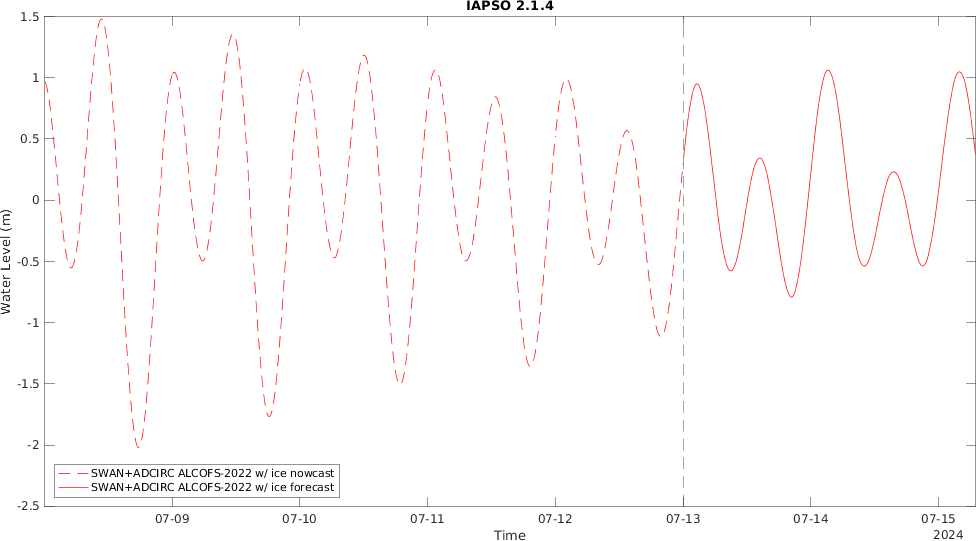 IAPSO 2.1.4
1.5
1
0.5
0
-0.5
-1
-1.5
-2
-2.5
Water Level (m)
SWAN+ADCIRC ALCOFS-2022 w/ ice nowcast
SWAN+ADCIRC ALCOFS-2022 w/ ice forecast
07-09 07-10 07-11 07-12 07-13 07-14 07-15
Time 2024